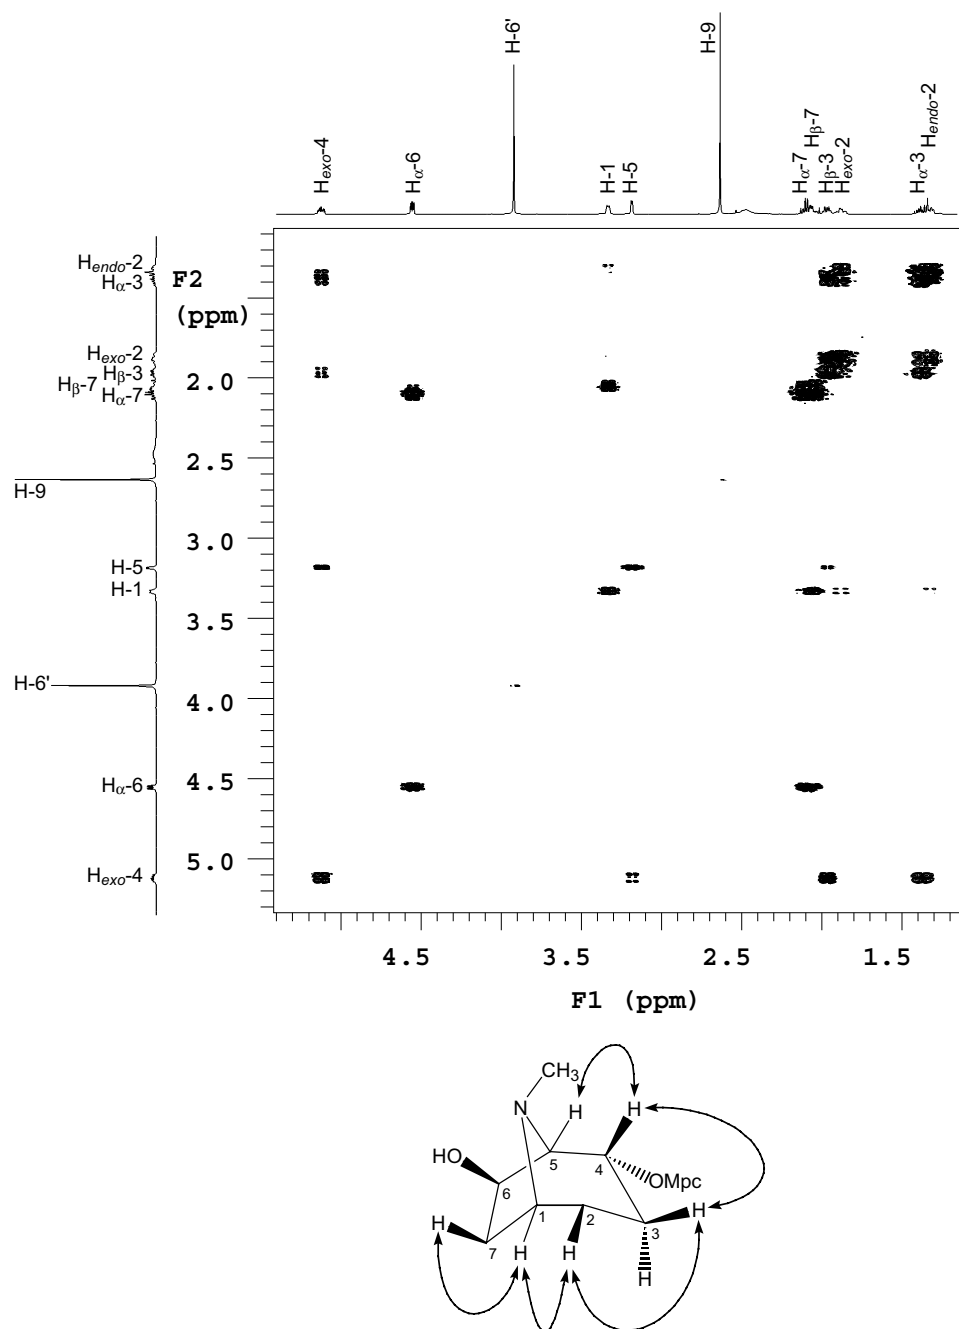 H-6'
H-9
Hexo-4
Hα-6
H-1
H-5
Hα-7
Hβ-7
Hβ-3
Hexo-2
Hα-3
Hendo-2
Hendo-2
Hα-3
Hexo-2
Hβ-3
Hβ-7
Hα-7
H-9
H-5
H-1
H-6'
Hα-6
Hexo-4
F2
(ppm)
2.0
2.5
3.0
3.5
4.0
4.5
5.0
4.5 3.5 2.5 1.5
F1 (ppm)
CH3
N H H
HO 5 4 OMpc
6
H 1 2 H
7 H H 3
H